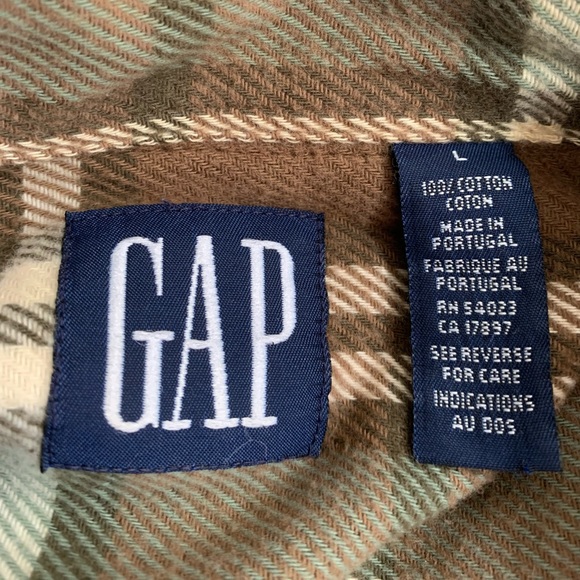 GAP
L
100% COTTON
COTON
MADE IN
PORTUGAL
FABRIQUE AU
PORTUGAL
RN 54023
CA 17897
SEE REVERSE
FOR CARE
INDICATIONS
AU DOS